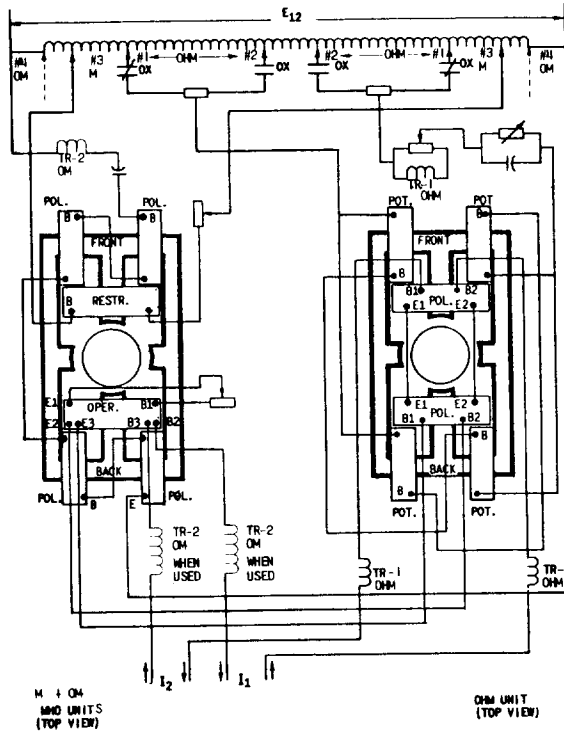 E12
#4
OM
#3
M
#1
OHM
#2
OX
OX
#2
OHM
#1
OX
#3
M
#4
OM
TR-2
OM
TR-1
OHM
POL.
POL.
B
B
FRONT
RESTR.
B
E1
OPER.
B1
E2
E3
B3
B2
BACK
POL.
B
E
POL.
POT.
POT
B
FRONT
B
B1
B2
E1
POL.
E2
E1
E2
B1
POL.
B2
B
BACK
B
POT.
POT.
TR-2
OM
WHEN
USED
TR-2
OM
WHEN
USED
TR-1
OHM
TR-
OHM
I2
I1
M + OM
MHO UNITS
(TOP VIEW)
OHM UNIT
(TOP VIEW)